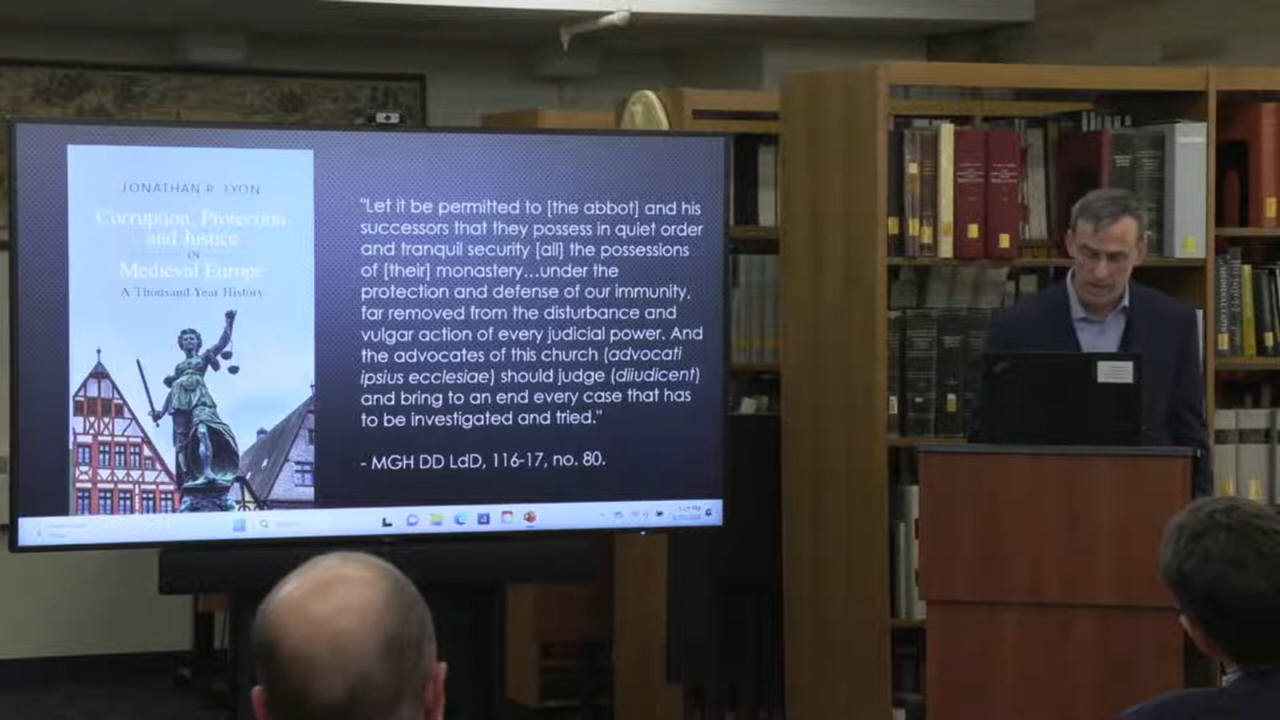 JONATHAN R. LYON
Corruption, Protection
and Justice
IN
Medieval Europe
A Thousand-Year History
"Let it be permitted to [the abbot] and his
successors that they possess in quiet order
and tranquil security [all] the possessions
of [their] monastery...under the
protection and defense of our immunity,
far removed from the disturbance and
vulgar action of every judicial power. And
the advocates of this church (advocati
ipsius ecclesiae) should judge (diiudicent)
and bring to an end every case that has
to be investigated and tried."
- MGH DD LdD, 116-17, no. 80.